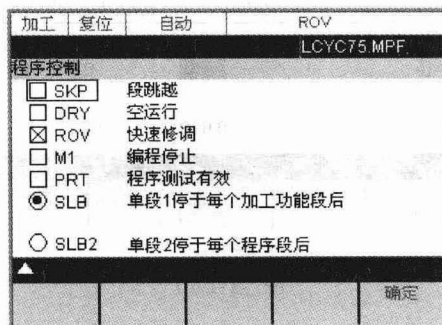 加工 复位 自动 ROV
LCYC75.MPF
程序控制
SKP 段跳越
DRY 空运行
ROV 快速修调
M1 编程停止
PRT 程序测试有效
SLB 单段1停于每个加工功能段后
SLB2 单段2停于每个程序段后
确定